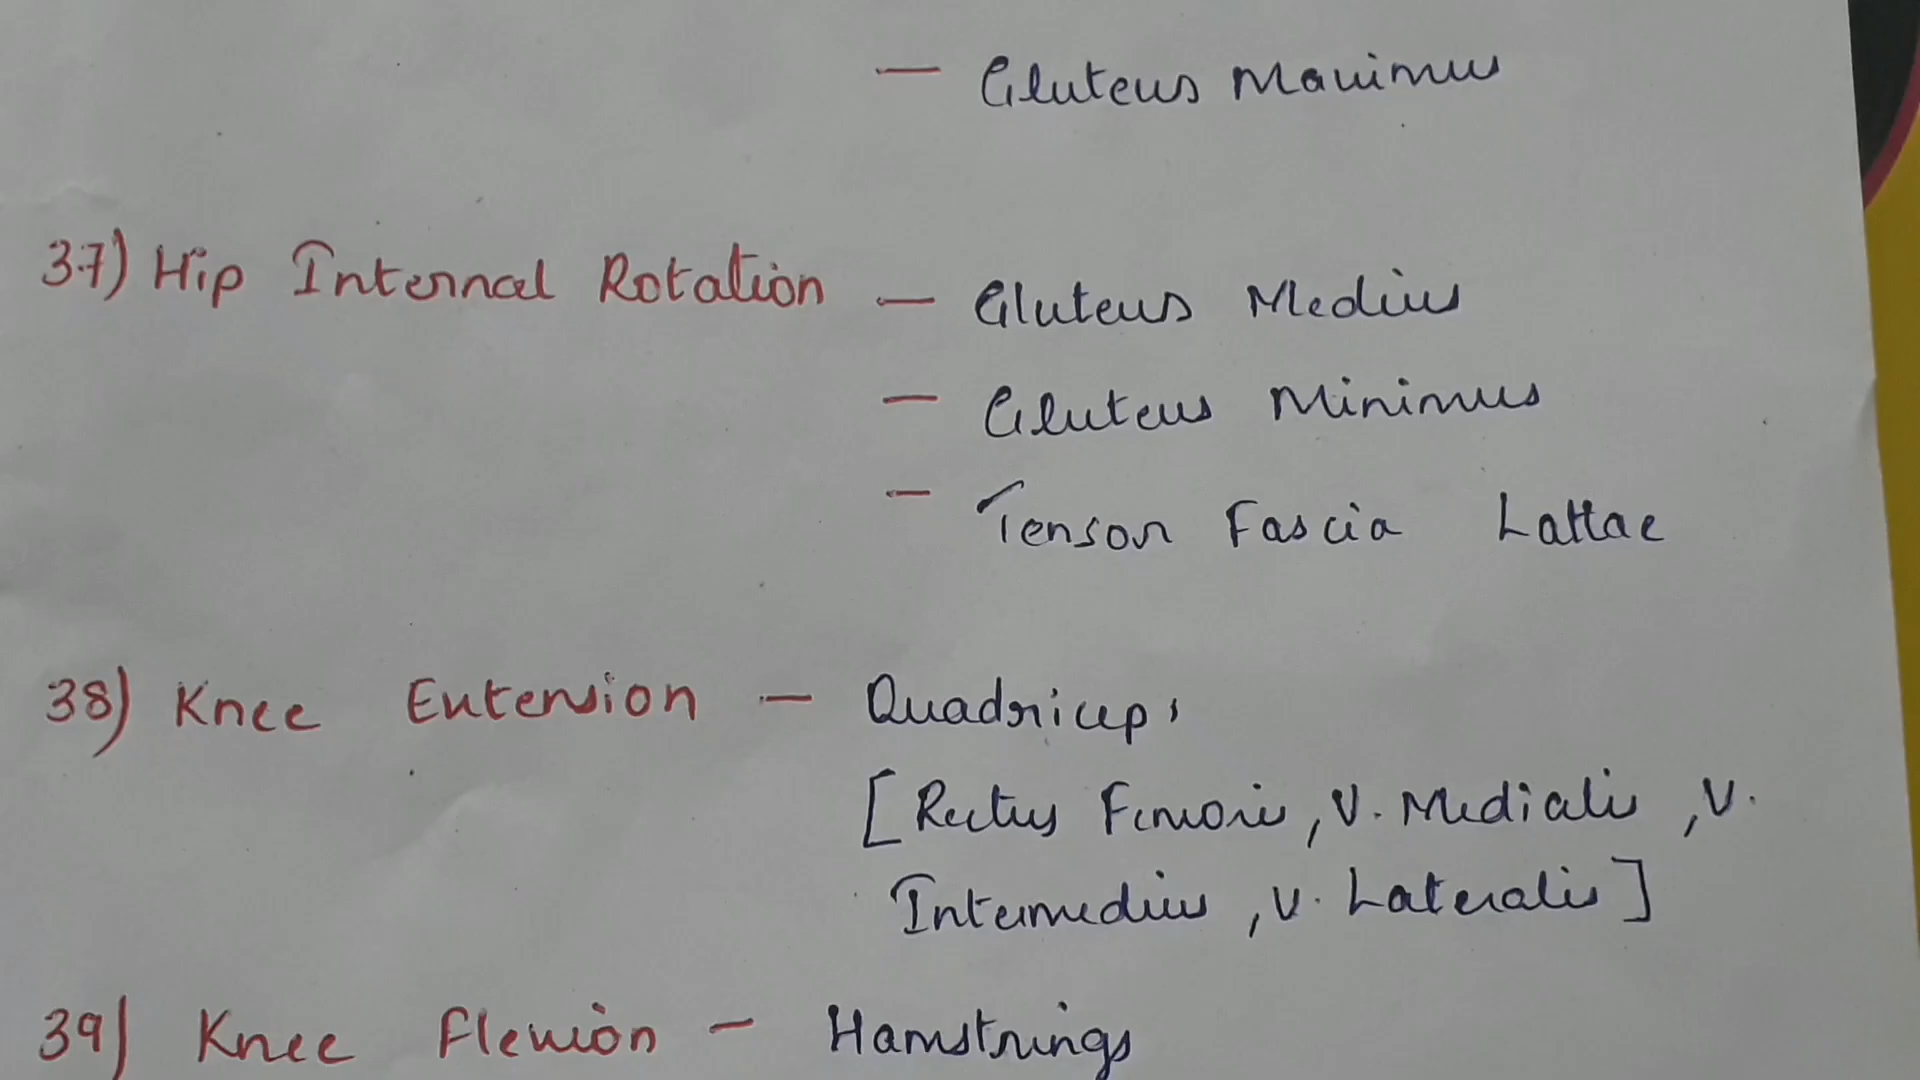 — Gluteus Maximus
37) Hip Internal Rotation — Gluteus Medius
— Gluteus Minimus
— Tensor Fascia Lattae
38) Knee Extension — Quadriceps
[Rectus Femoris, V. Medialis, V.
Intermedius, V. Lateralis]
39) Knee Flexion — Hamstrings